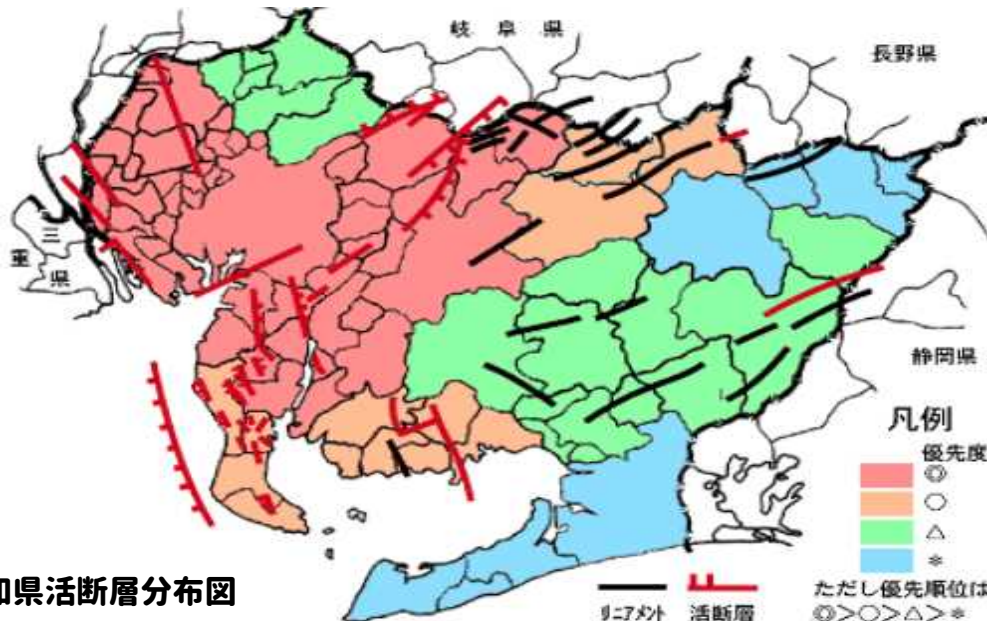 岐阜県
長野県
三重県
静岡県
凡例
優先度
◎
○
△
*
知県活断層分布図
リニアメント
活断層
ただし優先順位は
◎>○>△>*